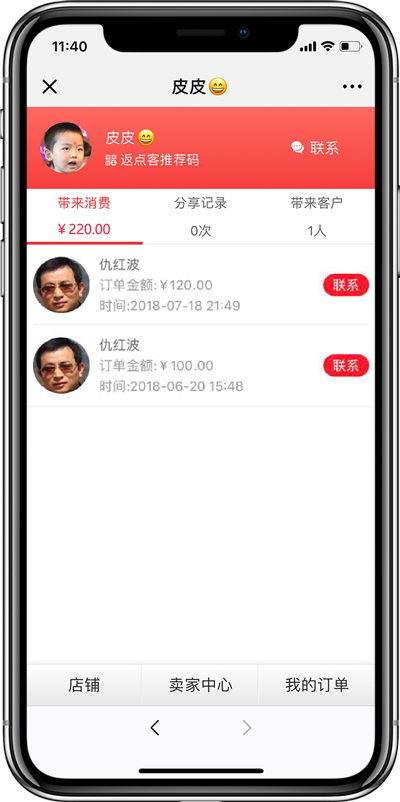 11:40
皮皮😄
皮皮😄
返点客推荐码
联系
带来消费
分享记录
带来客户
¥220.00
0次
1人
仇红波
订单金额:¥120.00
联系
时间:2018-07-18 21:49
仇红波
订单金额:¥100.00
联系
时间:2018-06-20 15:48
店铺
卖家中心
我的订单